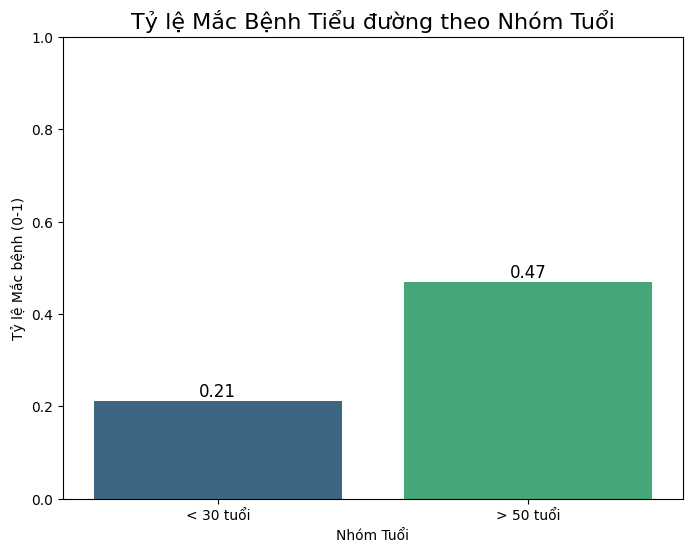 Tỷ lệ Mắc Bệnh Tiểu đường theo Nhóm Tuổi
1.0
0.8
0.6
0.4
0.2
0.0
Tỷ lệ Mắc bệnh (0-1)
0.21
0.47
< 30 tuổi
> 50 tuổi
Nhóm Tuổi